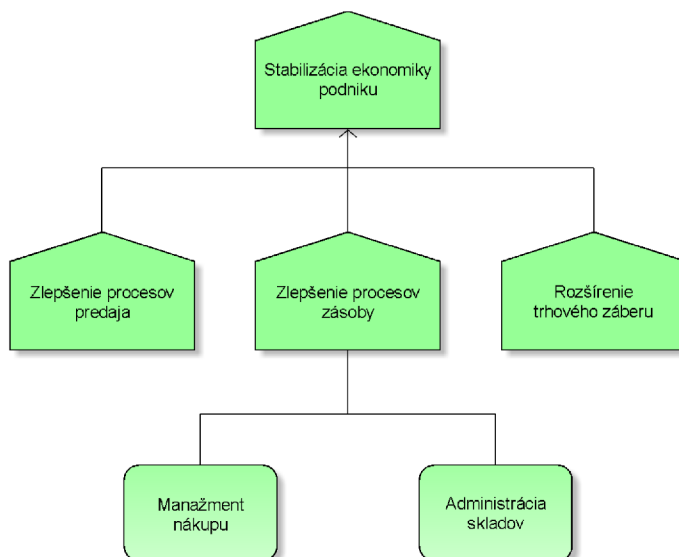 Stabilizácia ekonomiky
podniku
Zlepšenie procesov
predaja
Zlepšenie procesov
zásoby
Rozšírenie
trhového záberu
Manažment
nákupu
Administrácia
skladov